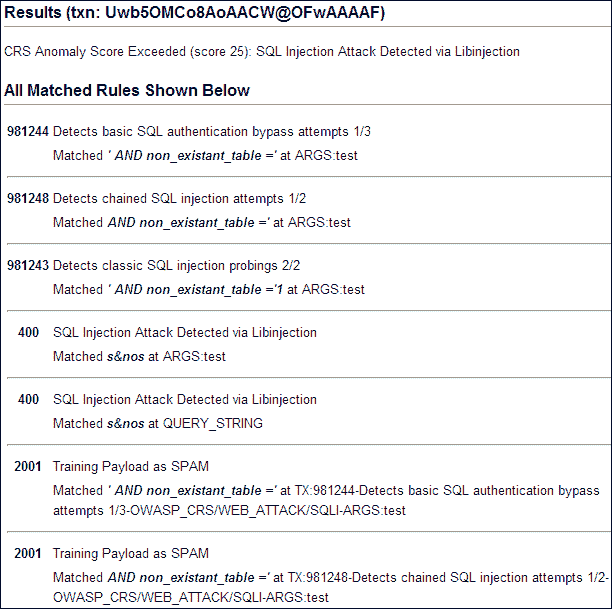 Results (txn: Uwb5OMCo8AoAACW@OFwAAAAF)
CRS Anomaly Score Exceeded (score 25): SQL Injection Attack Detected via Libinjection
All Matched Rules Shown Below
981244 Detects basic SQL authentication bypass attempts 1/3
Matched ' AND non_existant_table =' at ARGS:test
981248 Detects chained SQL injection attempts 1/2
Matched AND non_existant_table =' at ARGS:test
981243 Detects classic SQL injection probings 2/2
Matched ' AND non_existant_table ='1 at ARGS:test
400 SQL Injection Attack Detected via Libinjection
Matched s&nos at ARGS:test
400 SQL Injection Attack Detected via Libinjection
Matched s&nos at QUERY_STRING
2001 Training Payload as SPAM
Matched ' AND non_existant_table =' at TX:981244-Detects basic SQL authentication bypass
attempts 1/3-OWASP_CRS/WEB_ATTACK/SQLI-ARGS:test
2001 Training Payload as SPAM
Matched AND non_existant_table =' at TX:981248-Detects chained SQL injection attempts 1/2-
OWASP_CRS/WEB_ATTACK/SQLI-ARGS:test